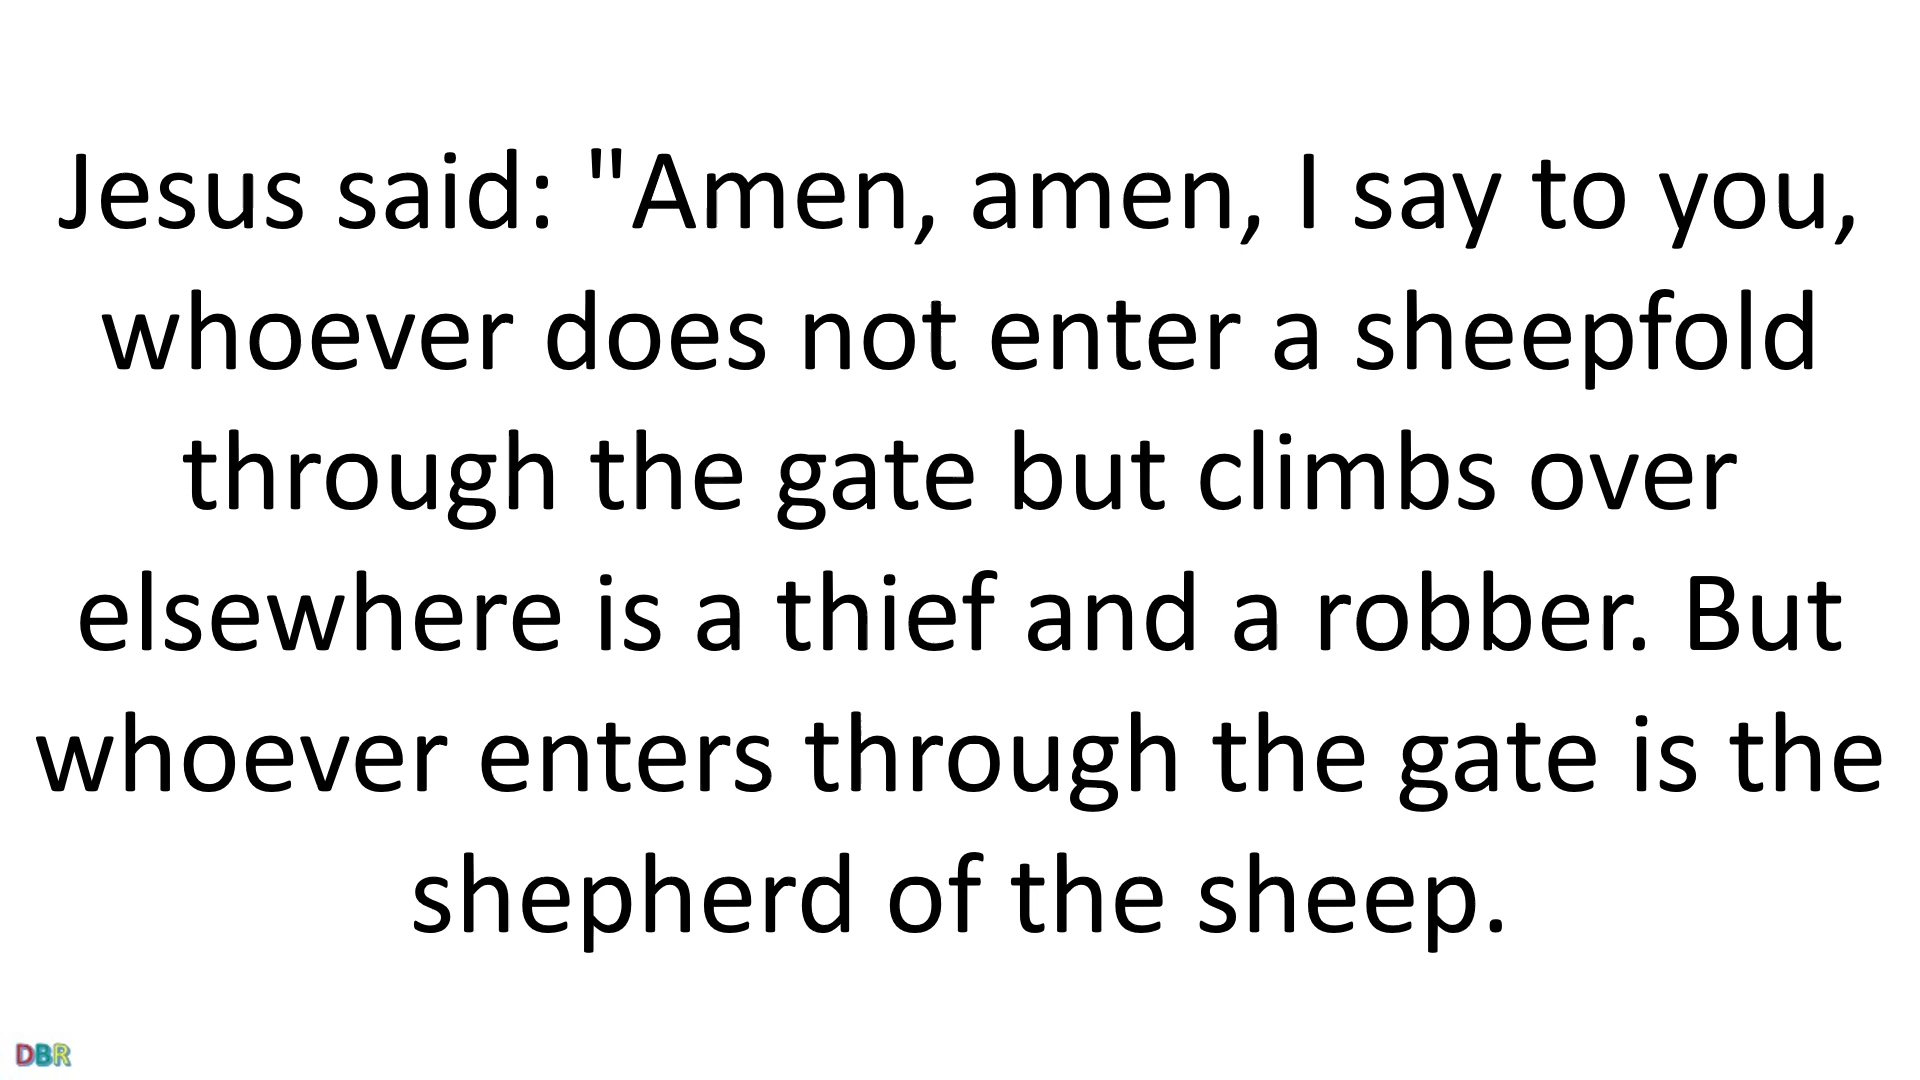 Jesus said: "Amen, amen, I say to you,
whoever does not enter a sheepfold
through the gate but climbs over
elsewhere is a thief and a robber. But
whoever enters through the gate is the
shepherd of the sheep.
DBR